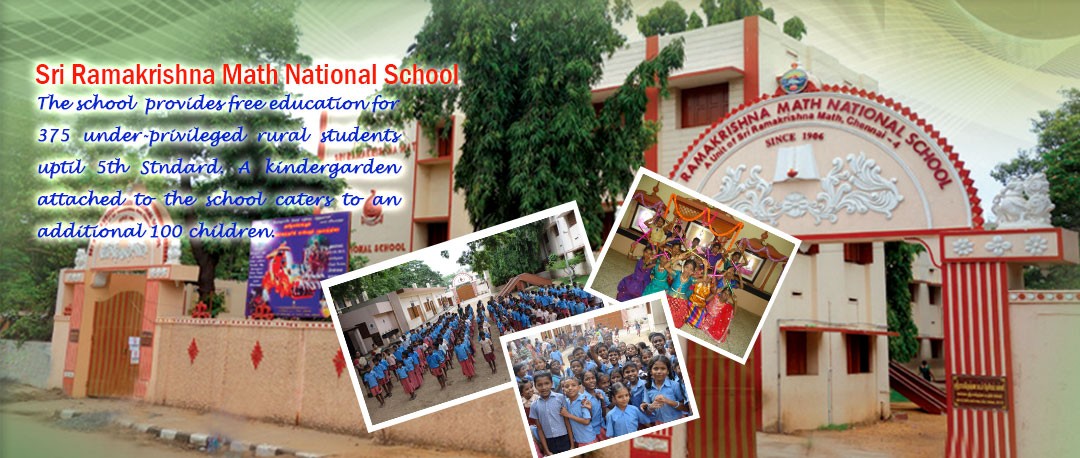 Sri Ramakrishna Math National School
The school provides free education for
375 under-privileged rural students
uptil 5th Stndard. A kindergarden
attached to the school caters to an
additional 100 children.
RAMAKRISHNA MATH NATIONAL SCHOOL
A Unit of Sri Ramakrishna Math, Chennai - 4
SINCE 1906
SCHOOL